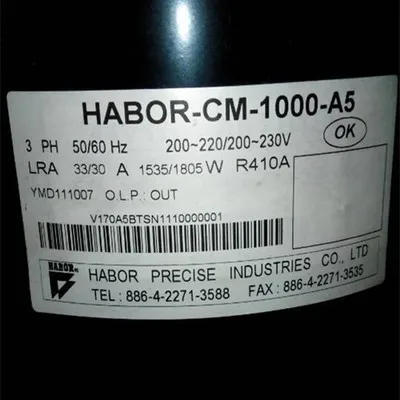 HABOR-CM-1000-A5
3 PH 50/60 Hz 200~220/200~230V
OK
LRA 33/30 A 1535/1805 W R410A
YMD111007 O.L.P.: OUT
V170A5BTSN1110000001
HABOR®
HABOR PRECISE INDUSTRIES CO., LTD
TEL : 886-4-2271-3588 FAX : 886-4-2271-3535